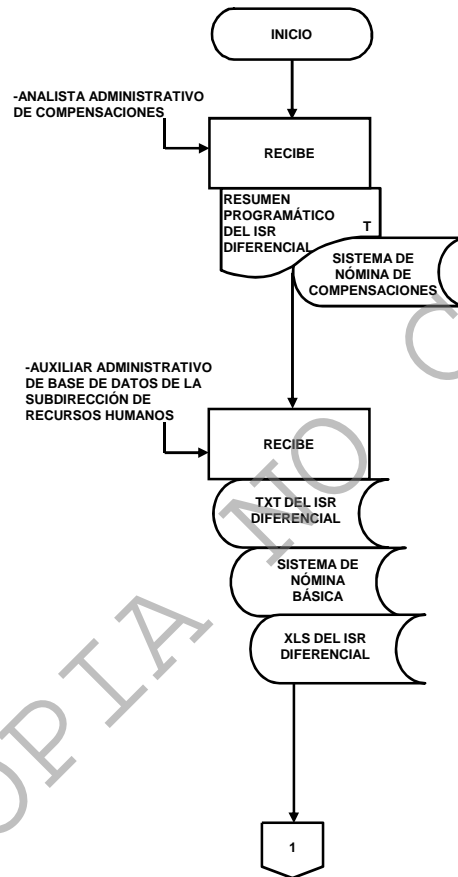 INICIO
-ANALISTA ADMINISTRATIVO
DE COMPENSACIONES
RECIBE
RESUMEN
PROGRAMÁTICO
DEL ISR
DIFERENCIAL
T
SISTEMA DE
NÓMINA DE
COMPENSACIONES
-AUXILIAR ADMINISTRATIVO
DE BASE DE DATOS DE LA
SUBDIRECCIÓN DE
RECURSOS HUMANOS
RECIBE
TXT DEL ISR
DIFERENCIAL
SISTEMA DE
NÓMINA
BÁSICA
XLS DEL ISR
DIFERENCIAL
1
OPIA NO C